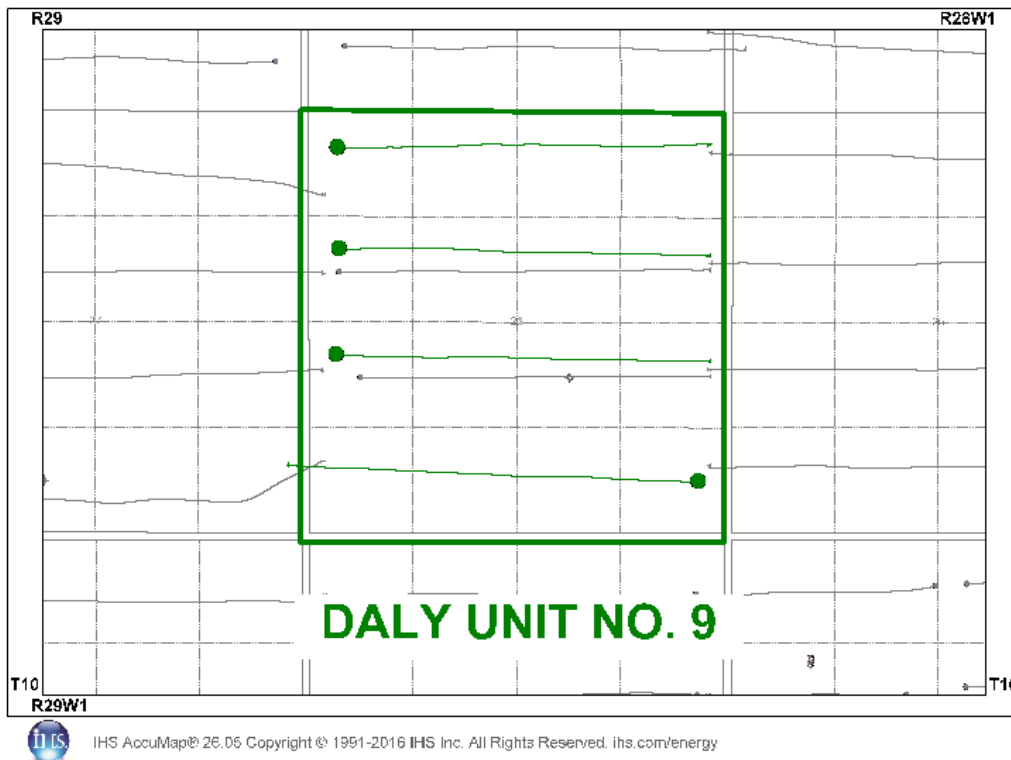 R29 R28W1
DALY UNIT NO. 9
T10
R29W1
IHS
IHS AccuMap® 26.05 Copyright © 1991-2016 IHS Inc. All Rights Reserved. ihs.com/energy